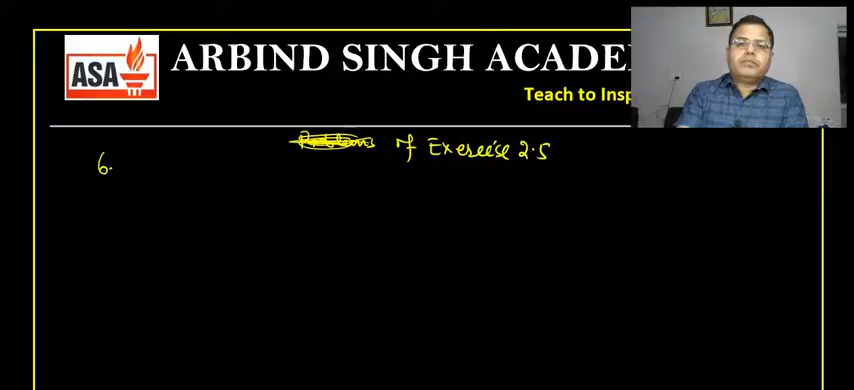 ASA
ARBIND SINGH ACADE
Teach to Insp
of Exercise 2.5
6.